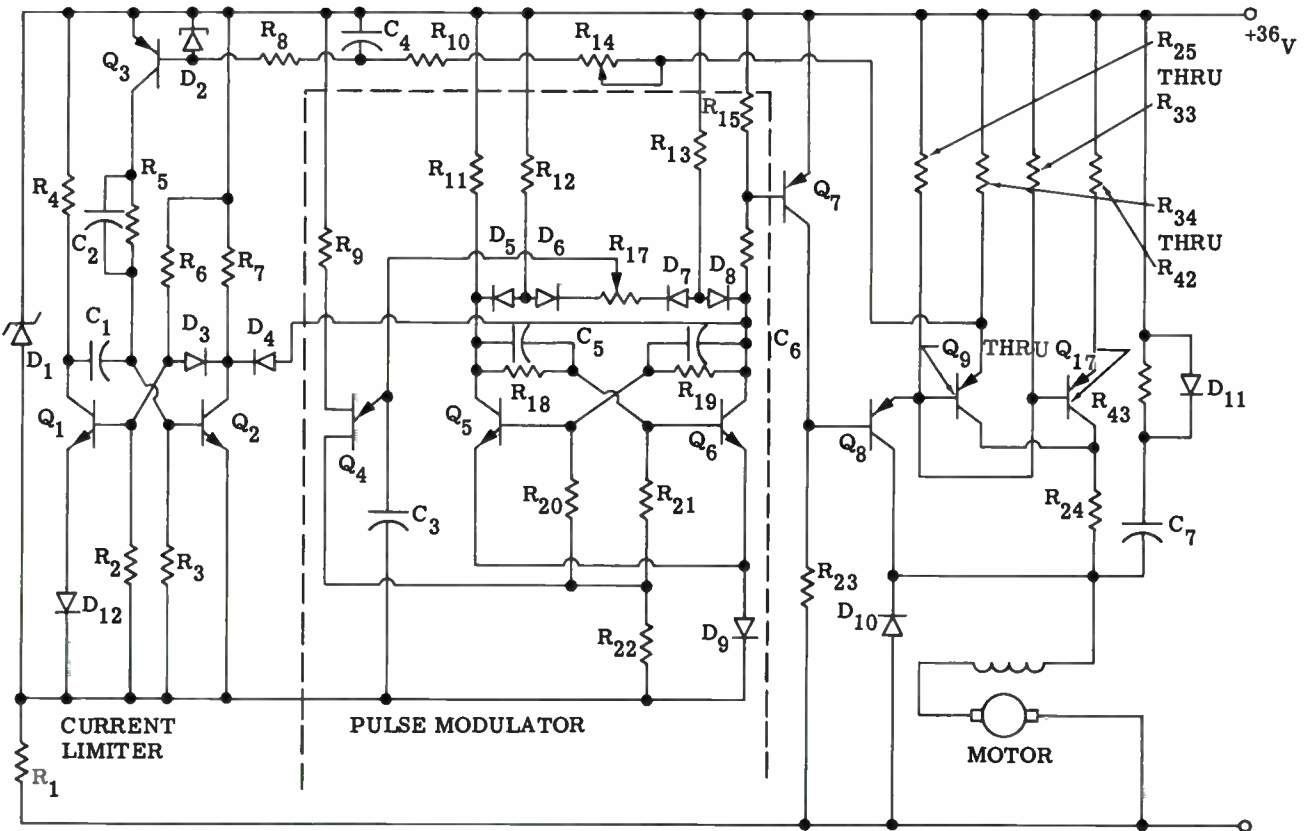 +36V
R8
C4
R10
R14
R25
THRU
R33
Q3
D2
R15
R13
R4
R5
R11
R12
Q7
R34
THRU
R42
C2
R9
D5
D6
R17
D7
D8
R6
R7
C1
D3
D4
C5
C6
Q9
THRU
Q17
D1
R18
R19
R43
D11
Q1
Q2
Q4
Q5
Q6
Q8
C3
R20
R21
R24
C7
R2
R3
R23
D12
R22
D9
D10
CURRENT
LIMITER
PULSE MODULATOR
MOTOR
R1